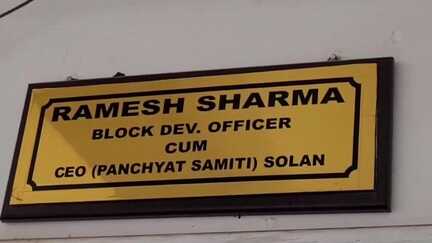 RAMESH SHARMA
BLOCK DEV. OFFICER
CUM
CEO (PANCHYAT SAMITI) SOLAN